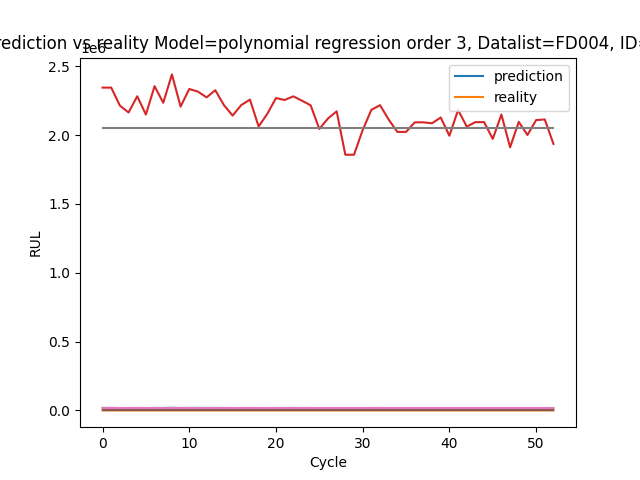 rediction vs reality Model=polynomial regression order 3, Datalist=FD004, ID=
1e6
2.5
2.0
1.5
1.0
0.5
0.0
RUL
prediction
reality
0 10 20 30 40 50
Cycle